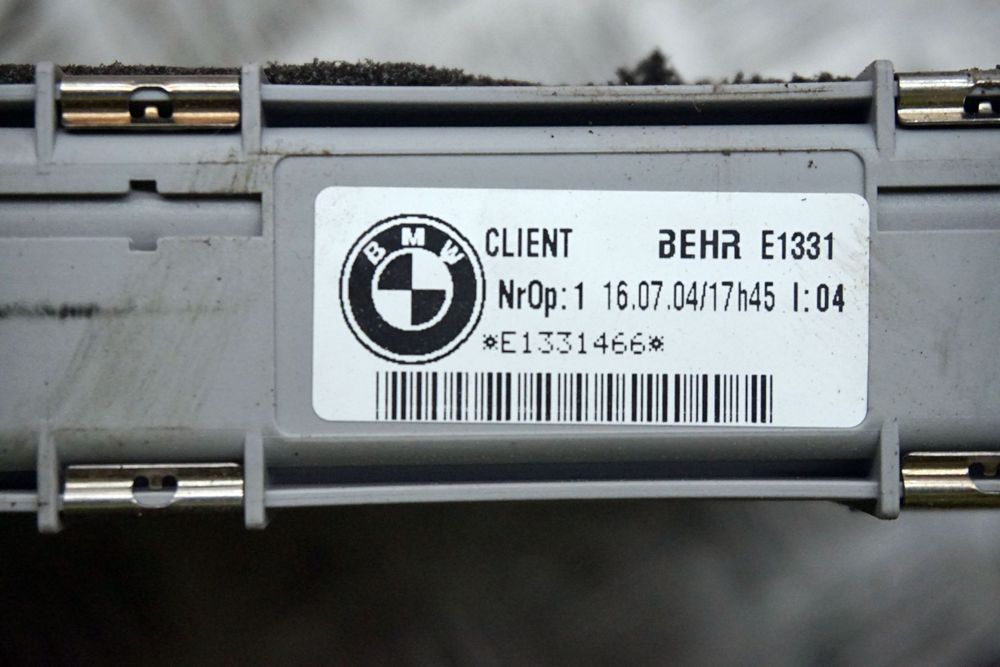 BMW
CLIENT BEHR E1331
NrOp: 1 16.07.04/17h45 I: 04
*E1331466*